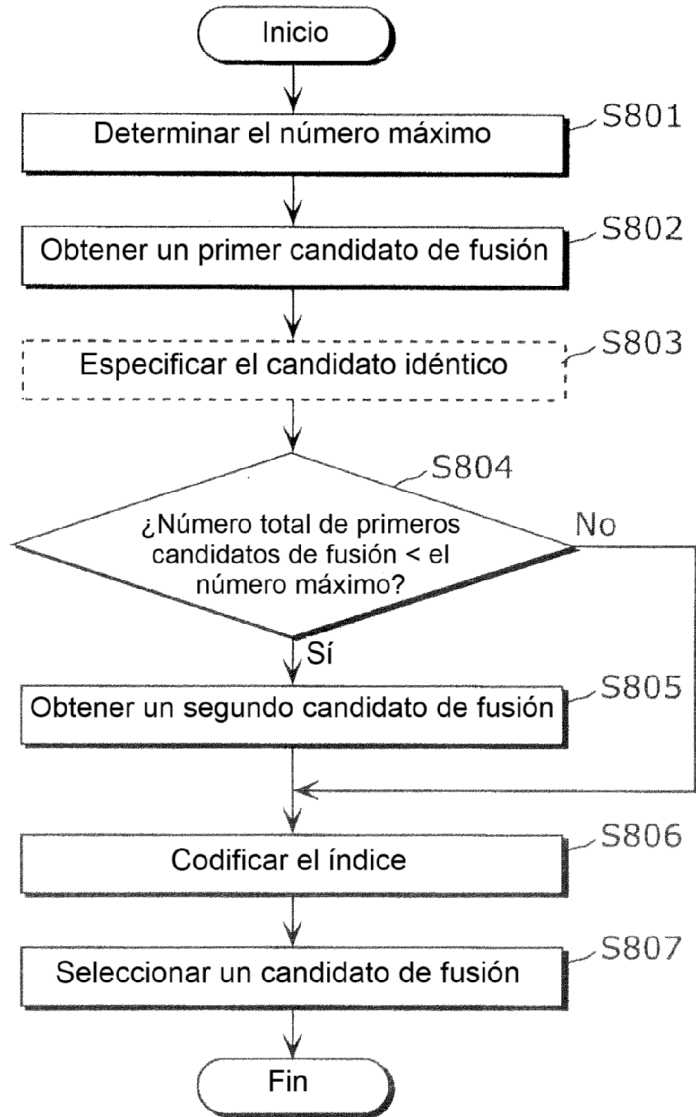 Inicio
Determinar el número máximo
S801
Obtener un primer candidato de fusión
S802
Especificar el candidato idéntico
S803
S804
¿Número total de primeros
candidatos de fusión < el
número máximo?
No
Sí
Obtener un segundo candidato de fusión
S805
Codificar el índice
S806
Seleccionar un candidato de fusión
S807
Fin